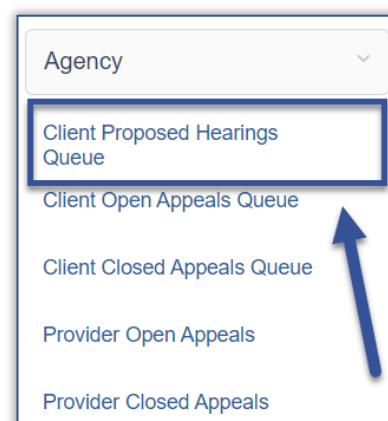 Agency
Client Proposed Hearings
Queue
Client Open Appeals Queue
Client Closed Appeals Queue
Provider Open Appeals
Provider Closed Appeals